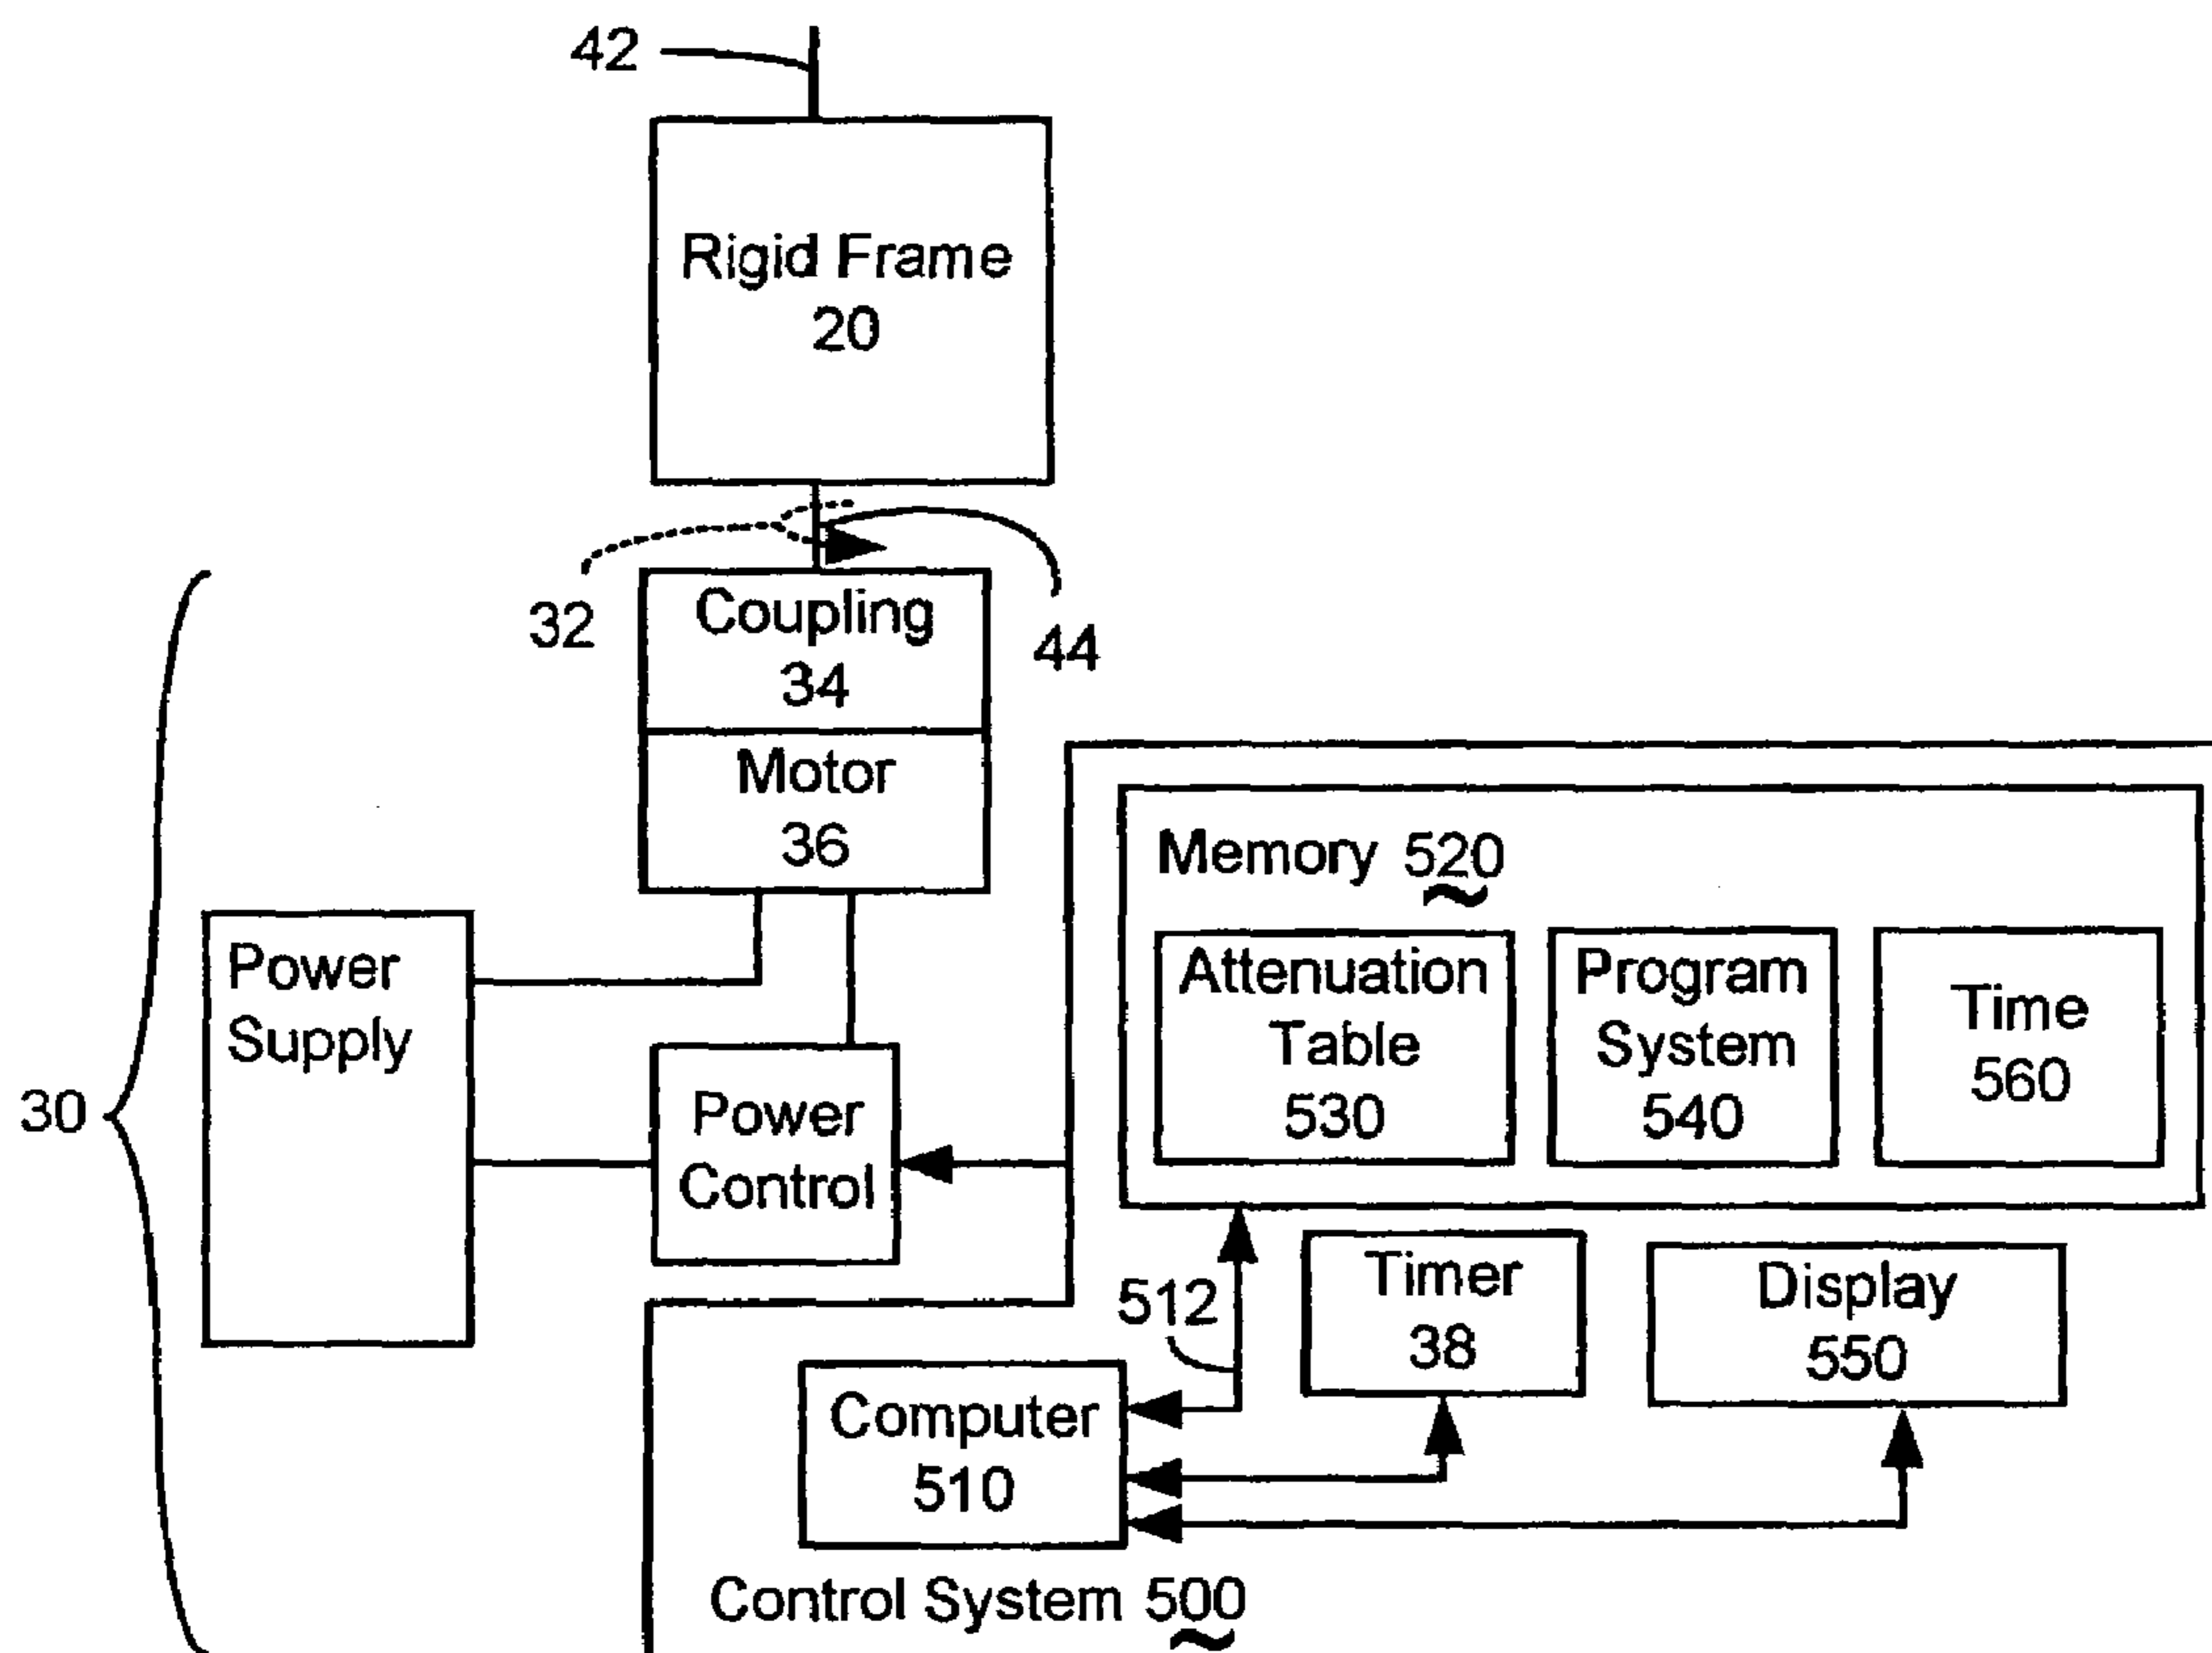 42
Rigid Frame
20
32
44
Coupling
34
Motor
36
30
Power
Supply
Power
Control
Memory 520
Attenuation
Table
530
Program
System
540
Time
560
512
Timer
38
Display
550
Computer
510
Control System 500